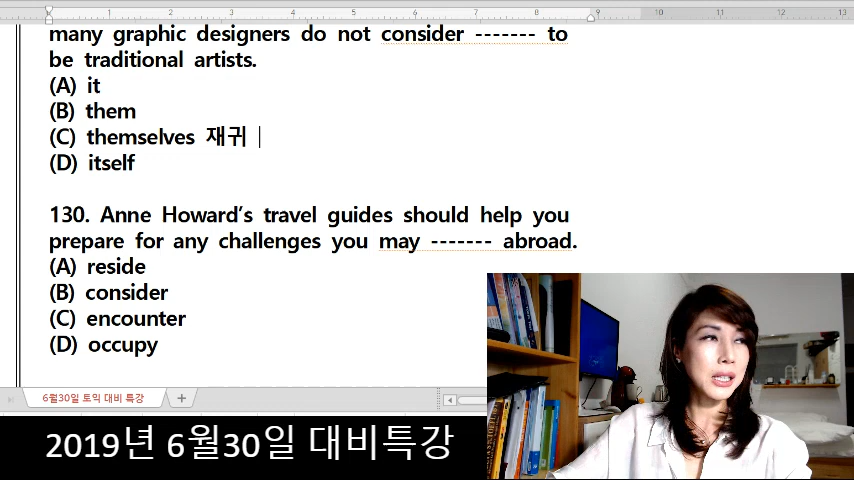 many graphic designers do not consider ------- to
be traditional artists.
(A) it
(B) them
(C) themselves 재귀
(D) itself
130. Anne Howard's travel guides should help you
prepare for any challenges you may ------- abroad.
(A) reside
(B) consider
(C) encounter
(D) occupy
6월30일 토익 대비 특강
2019년 6월30일 대비특강